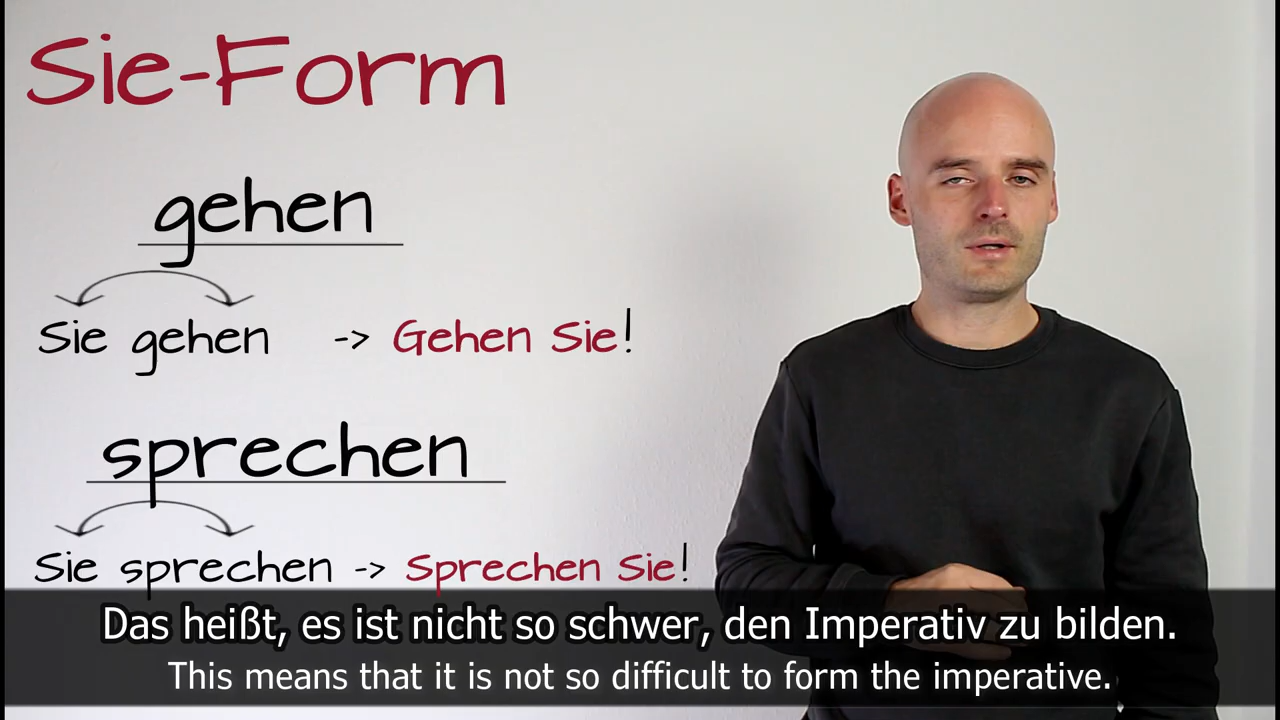 Sie-Form
gehen
Sie gehen -> Gehen Sie!
sprechen
Sie sprechen -> Sprechen Sie!
Das heißt, es ist nicht so schwer, den Imperativ zu bilden.
This means that it is not so difficult to form the imperative.